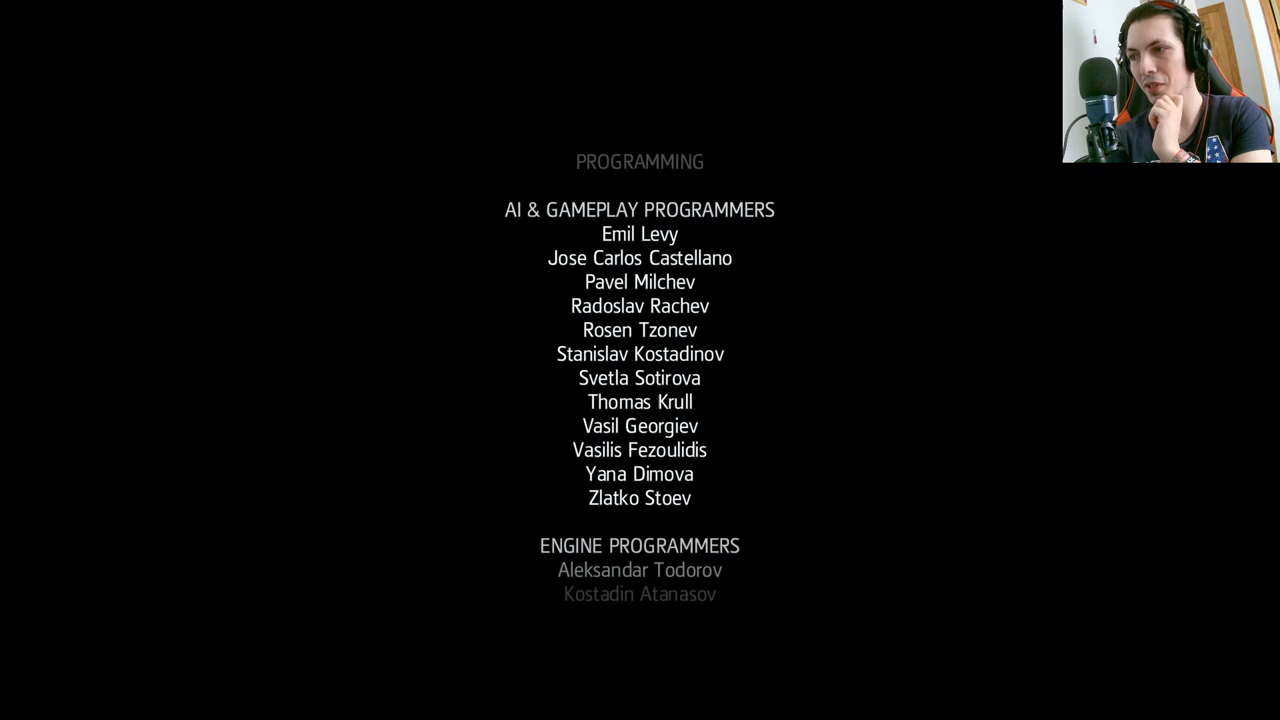 PROGRAMMING
AI & GAMEPLAY PROGRAMMERS
Emil Levy
Jose Carlos Castellano
Pavel Milchev
Radoslav Rachev
Rosen Tzonev
Stanislav Kostadinov
Svetla Sotirova
Thomas Krull
Vasil Georgiev
Vasilis Fezoulidis
Yana Dimova
Zlatko Stoev
ENGINE PROGRAMMERS
Aleksandar Todorov
Kostadin Atanasov